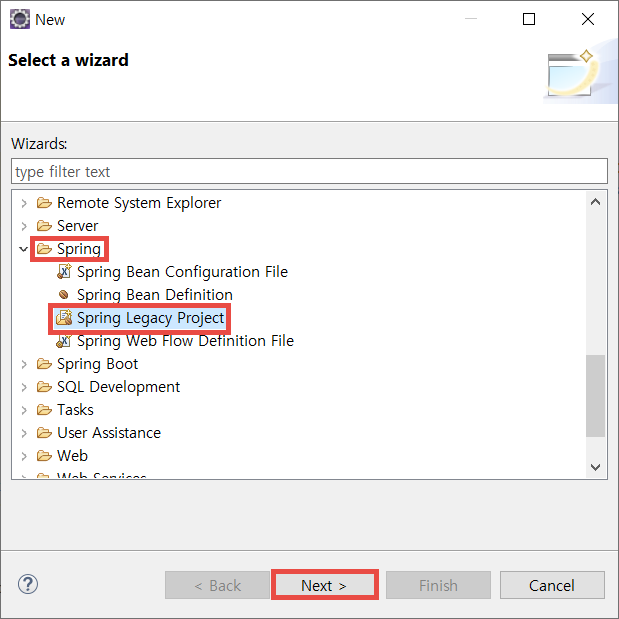 New
Select a wizard
Wizards:
type filter text
Remote System Explorer
Server
Spring
Spring Bean Configuration File
Spring Bean Definition
Spring Legacy Project
Spring Web Flow Definition File
Spring Boot
SQL Development
Tasks
User Assistance
Web
Web Services
?
< Back
Next >
Finish
Cancel